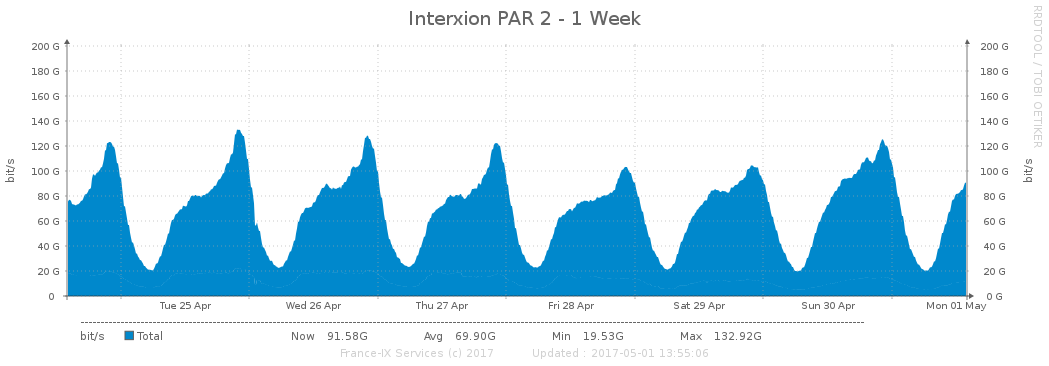 Interxion PAR 2 - 1 Week
RRDTOOL / TOBI OETIKER
bit/s
200 G 200 G
180 G 180 G
160 G 160 G
140 G 140 G
120 G 120 G
100 G 100 G
80 G 80 G
60 G 60 G
40 G 40 G
20 G 20 G
0 0 G
bit/s
Tue 25 Apr Wed 26 Apr Thu 27 Apr Fri 28 Apr Sat 29 Apr Sun 30 Apr Mon 01 May
bit/s Total Now 91.58G Avg 69.90G Min 19.53G Max 132.92G
France-IX Services (c) 2017 Updated : 2017-05-01 13:55:06